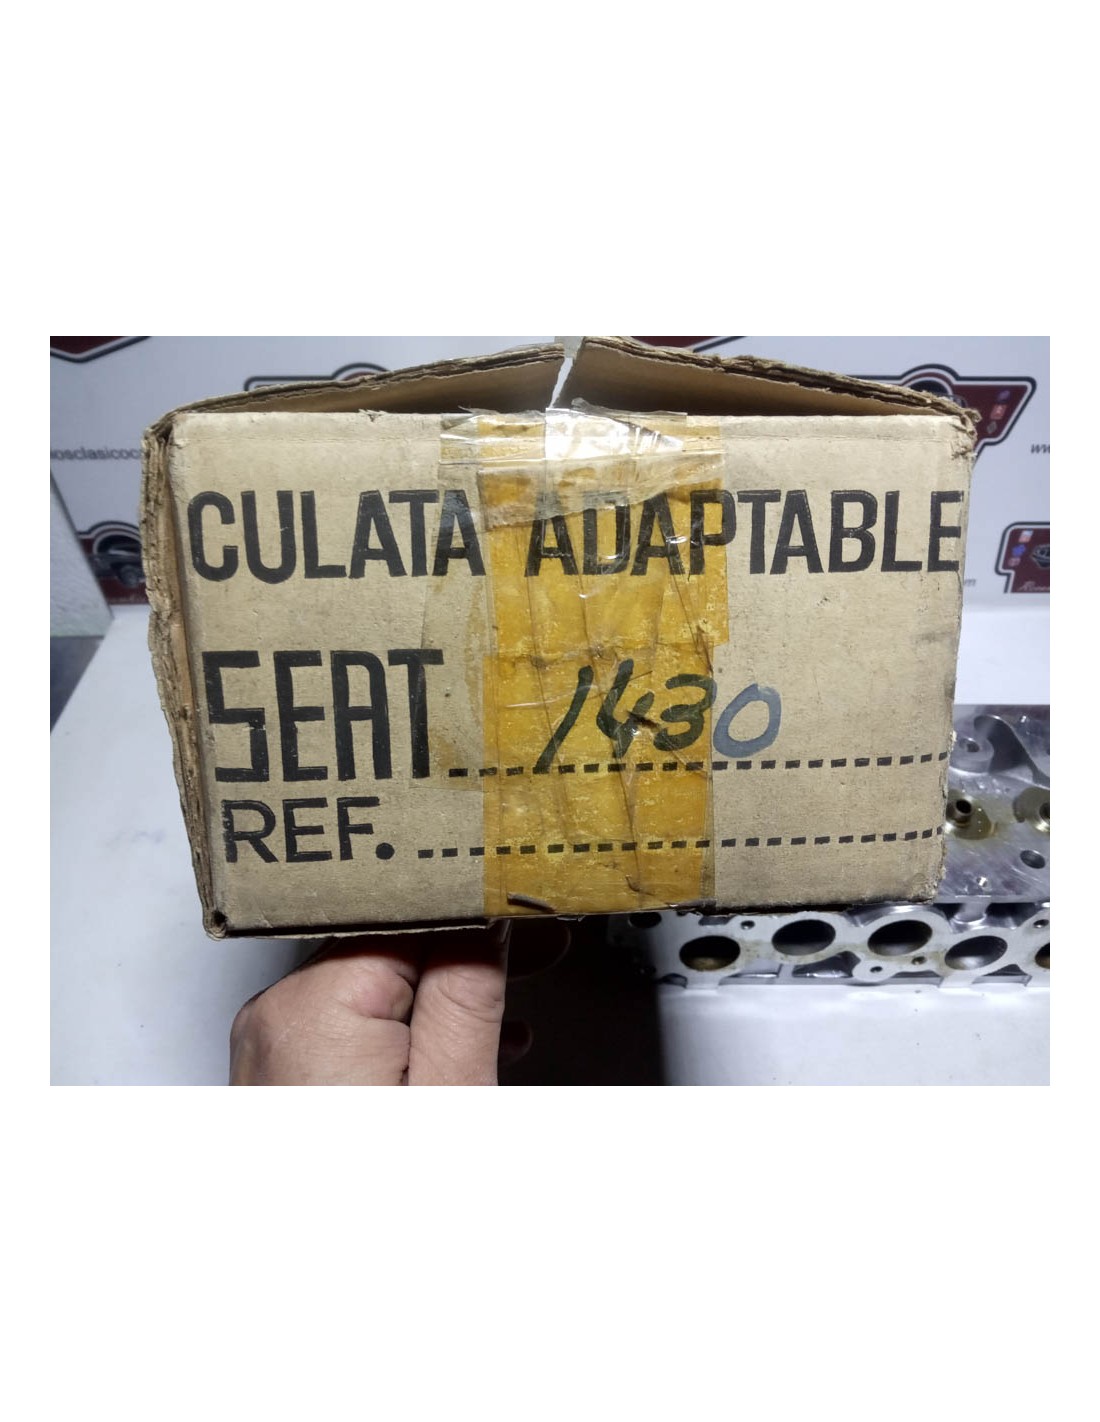 CULATA ADAPTABLE
SEAT 1430
REF.